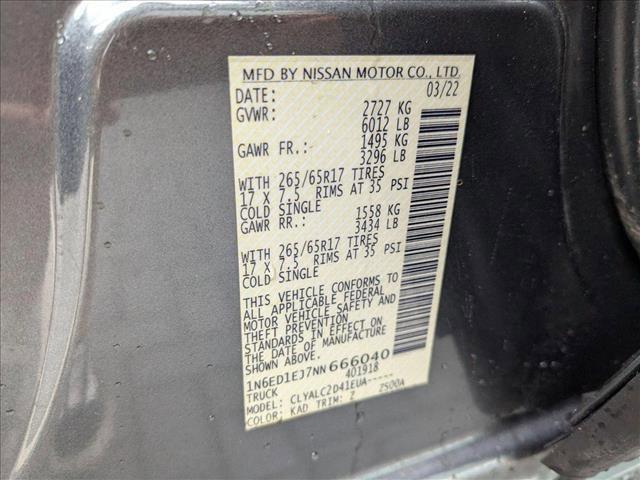 MFD BY NISSAN MOTOR CO., LTD.
DATE: 03/22
GVWR: 2727 KG
6012 LB
GAWR FR.: 1495 KG
3296 LB
WITH 265/65R17 TIRES
17 X 7.5 RIMS AT 35 PSI
COLD SINGLE
GAWR RR.: 1558 KG
3434 LB
WITH 265/65R17 TIRES
17 X 7.5 RIMS AT 35 PSI
COLD SINGLE
THIS VEHICLE CONFORMS TO
ALL APPLICABLE FEDERAL
MOTOR VEHICLE SAFETY AND
THEFT PREVENTION
STANDARDS IN EFFECT ON
THE DATE OF MANUFACTURE
SHOWN ABOVE.
1N6ED1EJ7NN666040
TRUCK 401918
MODEL: CLYALC2D41EUA-----
COLOR: KAD TRIM: Z Z500A